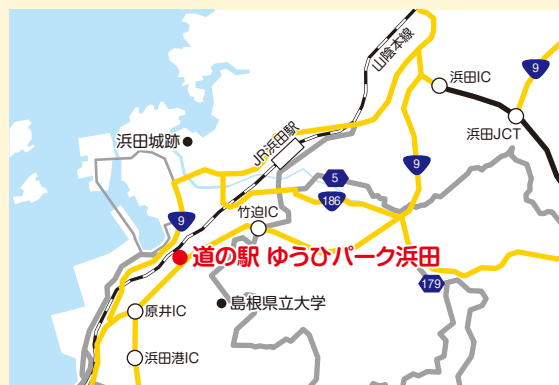 山陰本線
浜田IC
9
浜田JCT
浜田城跡
JR浜田駅
5
9
186
竹迫IC
9
道の駅 ゆうひパーク浜田
179
島根県立大学
原井IC
浜田港IC